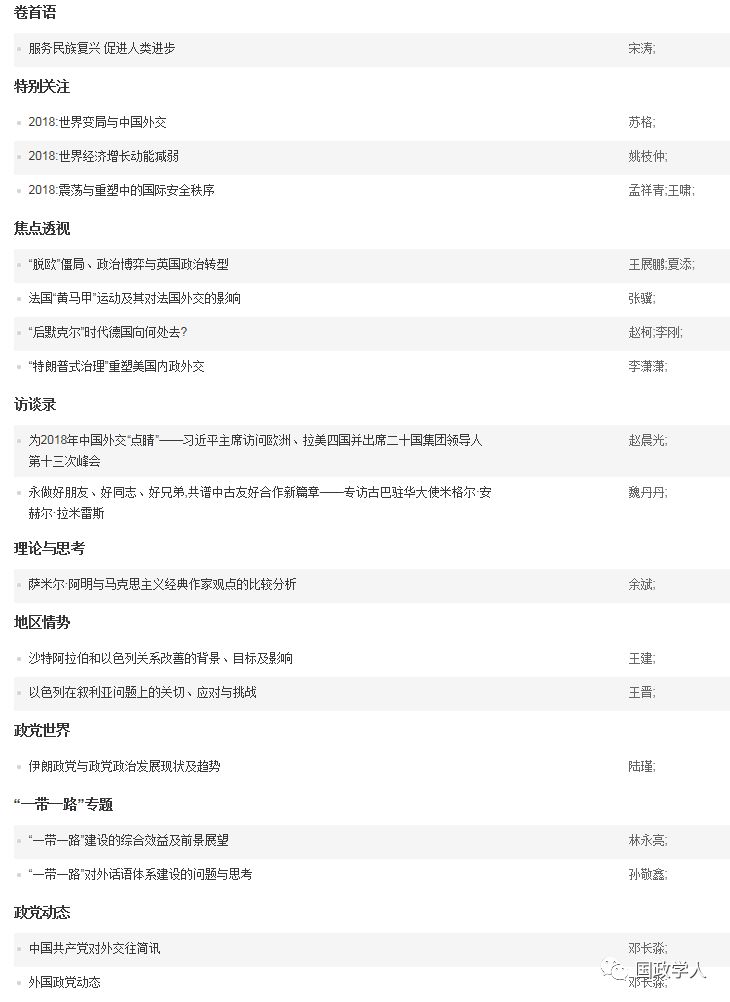 卷首语
服务民族复兴 促进人类进步 宋涛;
特别关注
2018:世界变局与中国外交 苏格;
2018:世界经济增长动能减弱 姚枝仲;
2018:震荡与重塑中的国际安全秩序 孟祥青;王啸;
焦点透视
“脱欧”僵局、政治博弈与英国政治转型 王展鹏;夏添;
法国“黄马甲”运动及其对法国外交的影响 张骥;
“后默克尔”时代德国向何处去? 赵柯;李刚;
“特朗普式治理”重塑美国内政外交 李潇潇;
访谈录
为2018年中国外交“点睛”——习近平主席访问欧洲、拉美四国并出席二十国集团领导人 赵晨光;
第十三次峰会
永做好朋友、好同志、好兄弟,共谱中古友好合作新篇章——专访古巴驻华大使米格尔·安 魏丹丹;
赫尔·拉米雷斯
理论与思考
萨米尔·阿明与马克思主义经典作家观点的比较分析 余斌;
地区情势
沙特阿拉伯和以色列关系改善的背景、目标及影响 王建;
以色列在叙利亚问题上的关切、应对与挑战 王晋;
政党世界
伊朗政党与政党政治发展现状及趋势 陆瑾;
“一带一路”专题
“一带一路”建设的综合效益及前景展望 林永亮;
“一带一路”对外话语体系建设的问题与思考 孙敬鑫;
政党动态
中国共产党对外交往简讯 邓长淼;
国政学人
外国政党动态 邓长淼;